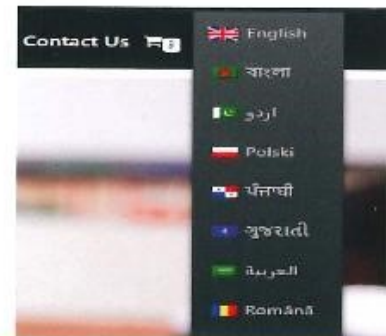 Contact Us
English
বাংলা
اردو
Polski
ਪੰਜਾਬੀ
ગુજરાતી
العربية
Română